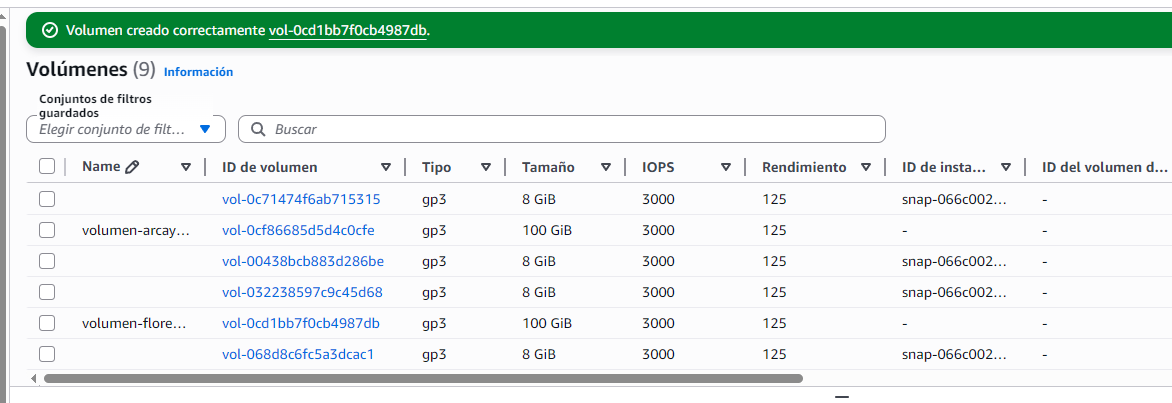 Volumen creado correctamente vol-0cd1bb7f0cb4987db.
Volúmenes (9) Información
Conjuntos de filtros
guardados
Elegir conjunto de filt... Buscar
Name ID de volumen Tipo Tamaño IOPS Rendimiento ID de insta... ID del volumen d...
vol-0c71474f6ab715315 gp3 8 GiB 3000 125 snap-066c002... -
volumen-arcay... vol-0cf86685d5d4c0cfe gp3 100 GiB 3000 125 - -
vol-00438bcb883d286be gp3 8 GiB 3000 125 snap-066c002... -
vol-032238597c9c45d68 gp3 8 GiB 3000 125 snap-066c002... -
volumen-flore... vol-0cd1bb7f0cb4987db gp3 100 GiB 3000 125 - -
vol-068d8c6fc5a3dcac1 gp3 8 GiB 3000 125 snap-066c002... -